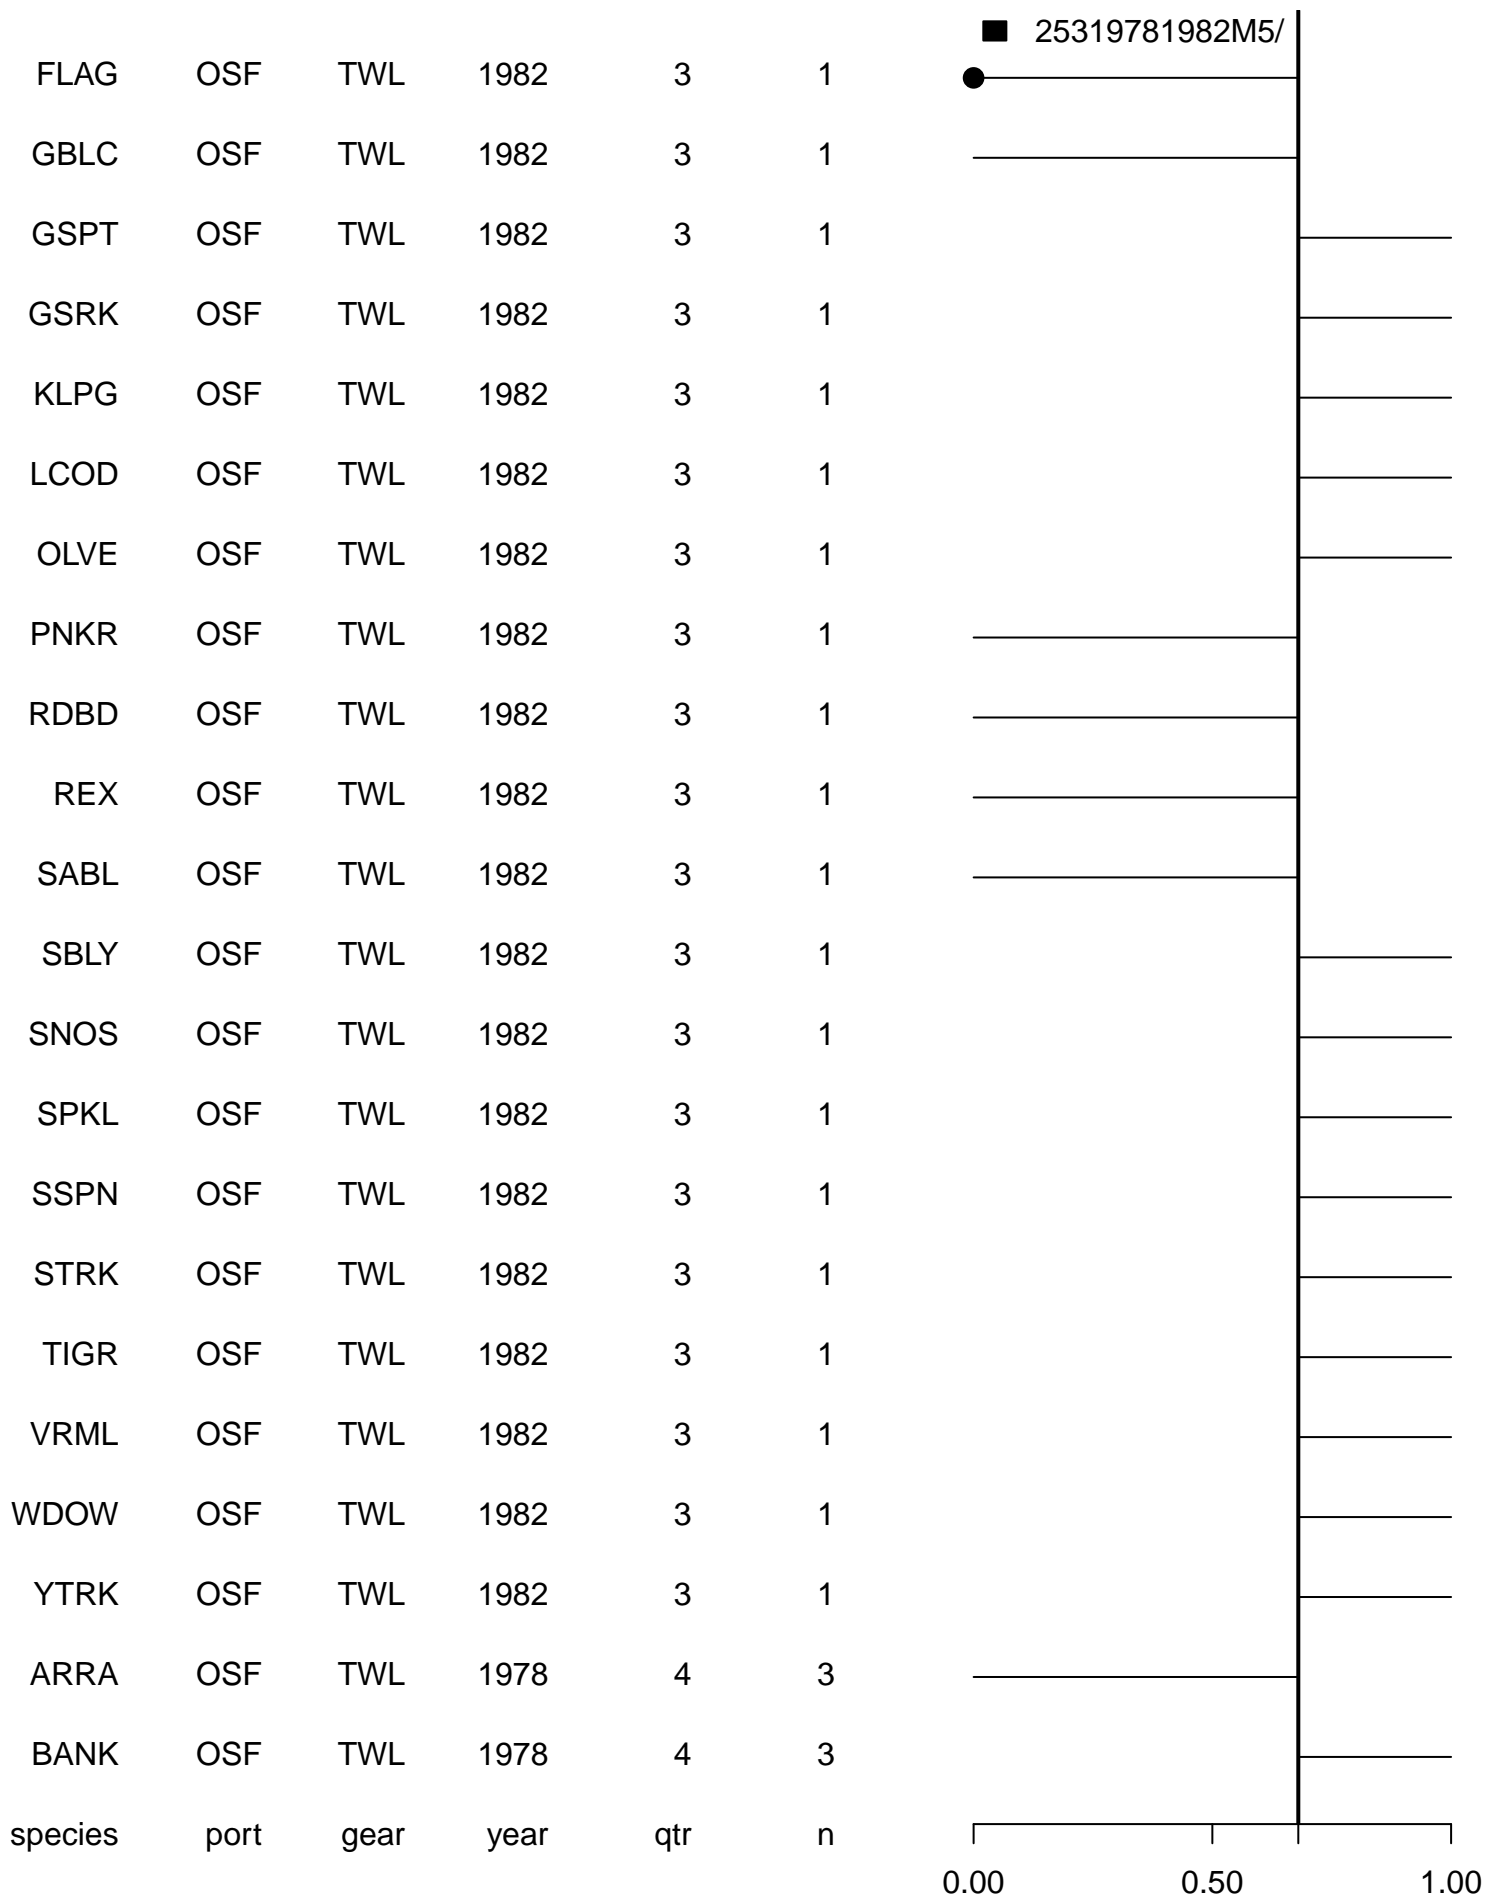 25319781982M5/
FLAG OSF TWL 1982 3 1
GBLC OSF TWL 1982 3 1
GSPT OSF TWL 1982 3 1
GSRK OSF TWL 1982 3 1
KLPG OSF TWL 1982 3 1
LCOD OSF TWL 1982 3 1
OLVE OSF TWL 1982 3 1
PNKR OSF TWL 1982 3 1
RDBD OSF TWL 1982 3 1
REX OSF TWL 1982 3 1
SABL OSF TWL 1982 3 1
SBLY OSF TWL 1982 3 1
SNOS OSF TWL 1982 3 1
SPKL OSF TWL 1982 3 1
SSPN OSF TWL 1982 3 1
STRK OSF TWL 1982 3 1
TIGR OSF TWL 1982 3 1
VRML OSF TWL 1982 3 1
WDOW OSF TWL 1982 3 1
YTRK OSF TWL 1982 3 1
ARRA OSF TWL 1978 4 3
BANK OSF TWL 1978 4 3
species port gear year qtr n
0.00 0.50 1.00